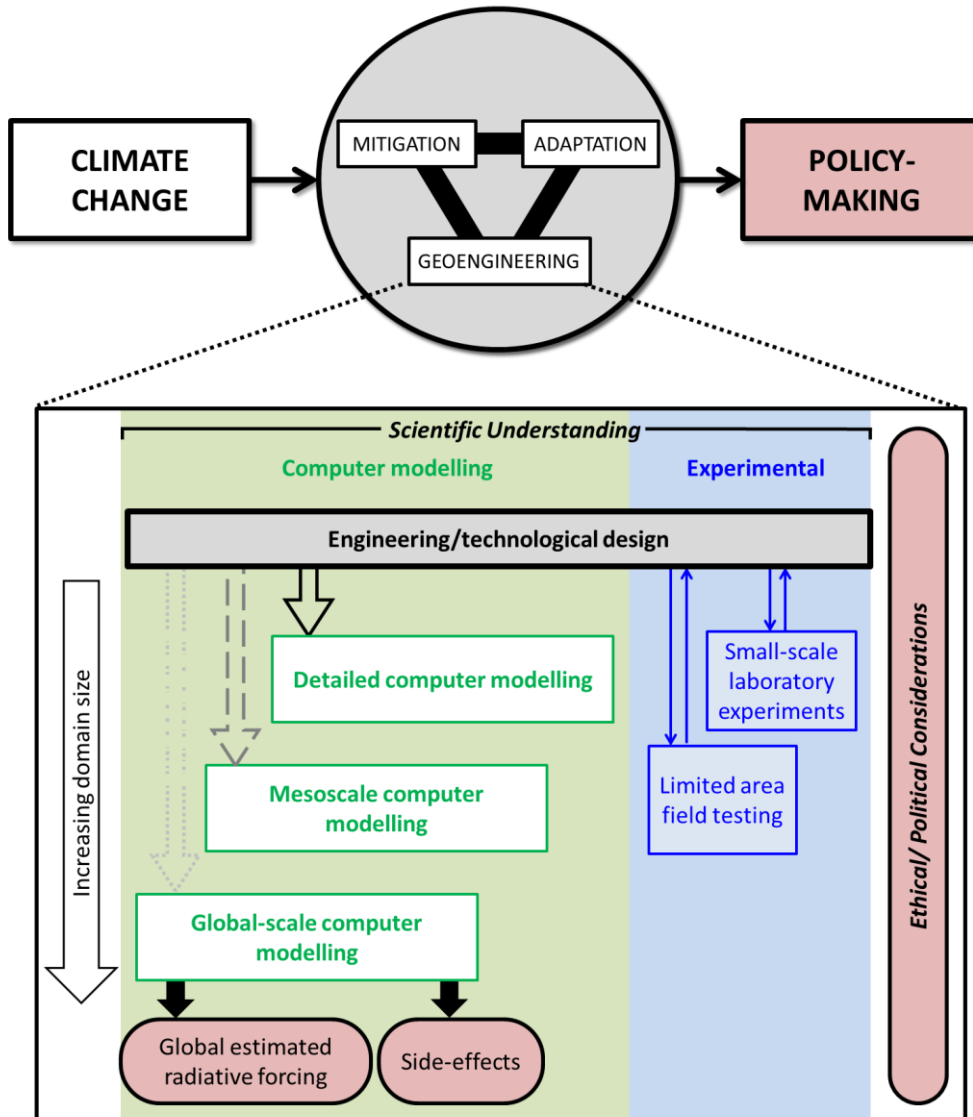 CLIMATE
CHANGE
MITIGATION
ADAPTATION
GEOENGINEERING
POLICY-
MAKING
Scientific Understanding
Computer modelling
Experimental
Engineering/technological design
Increasing domain size
Detailed computer modelling
Small-scale
laboratory
experiments
Mesoscale computer
modelling
Limited area
field testing
Global-scale computer
modelling
Global estimated
radiative forcing
Side-effects
Ethical/ Political Considerations